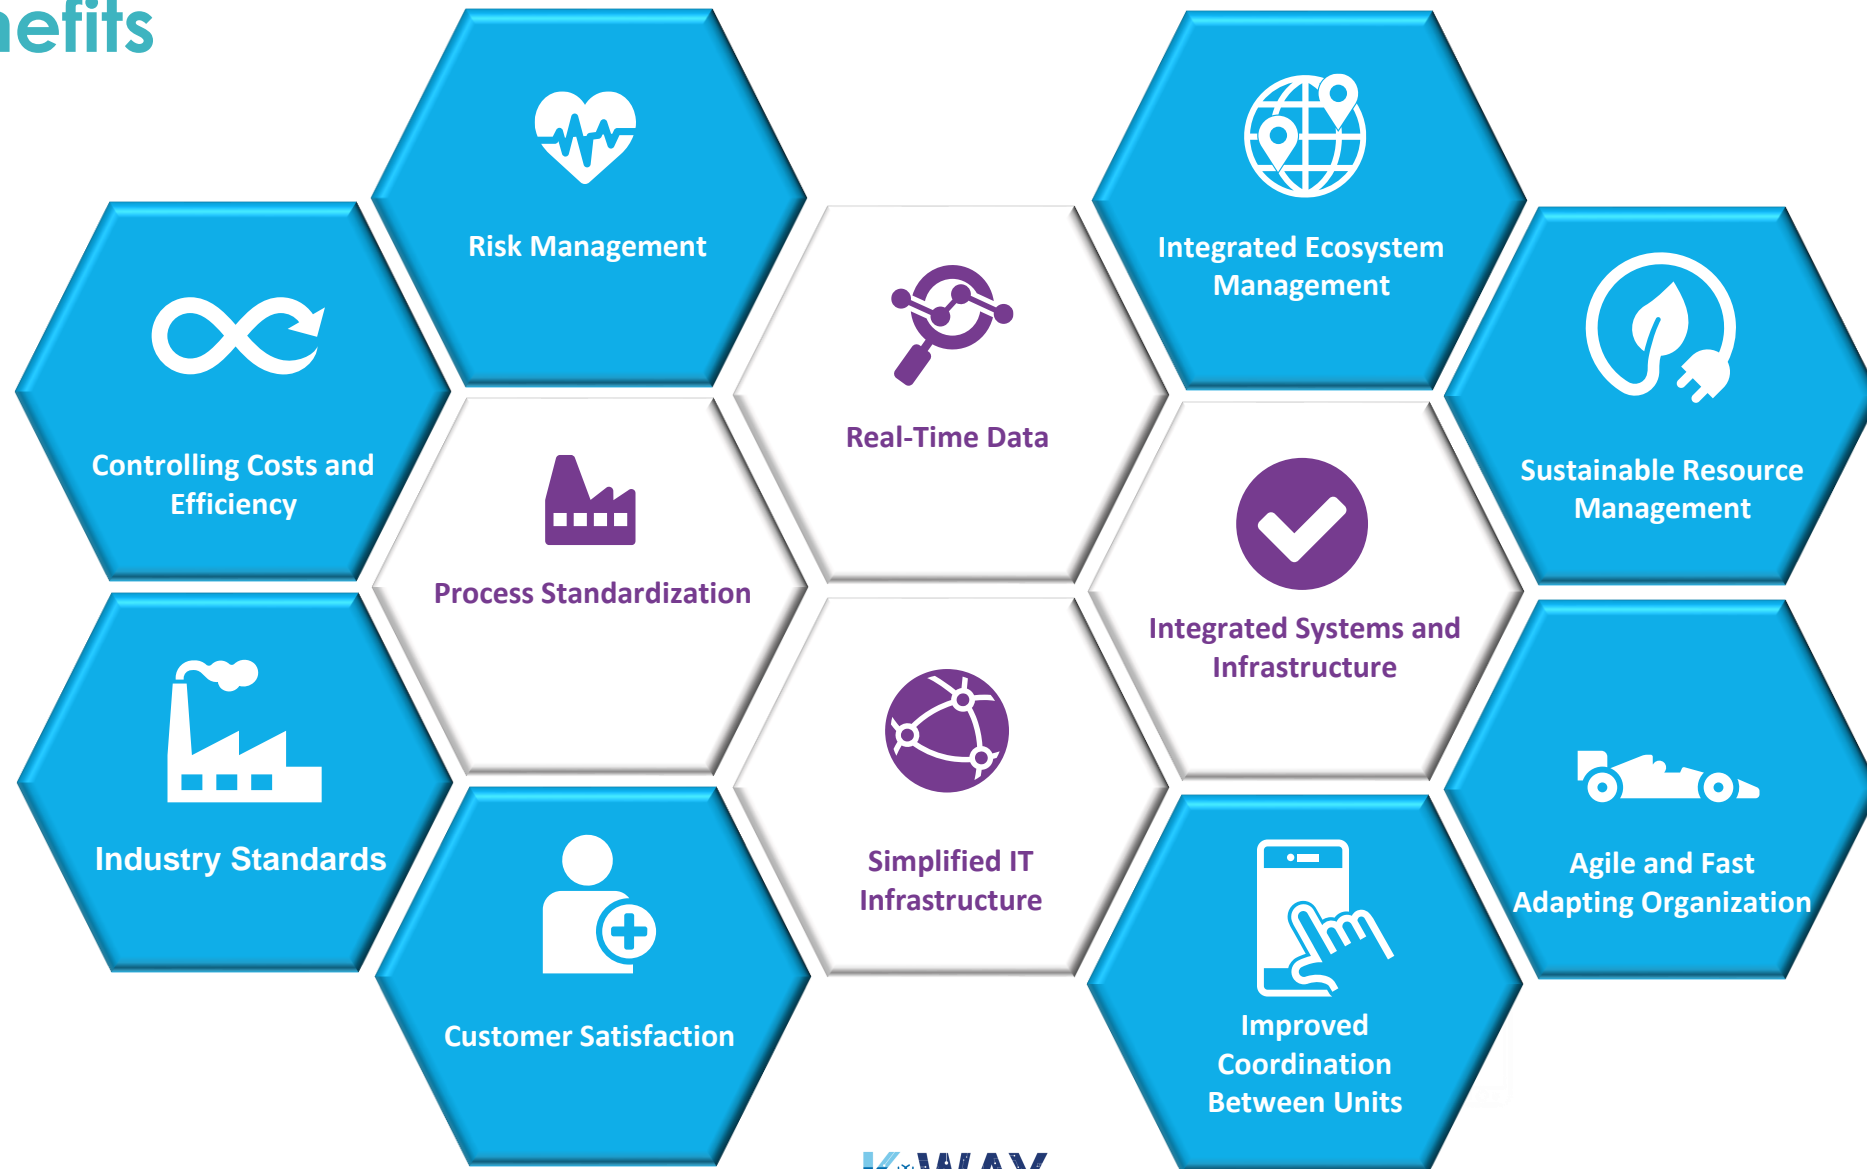 nefits
Risk Management
Integrated Ecosystem
Management
Controlling Costs and
Efficiency
Real-Time Data
Sustainable Resource
Management
Process Standardization
Integrated Systems and
Infrastructure
Industry Standards
Simplified IT
Infrastructure
Agile and Fast
Adapting Organization
Customer Satisfaction
Improved
Coordination
Between Units